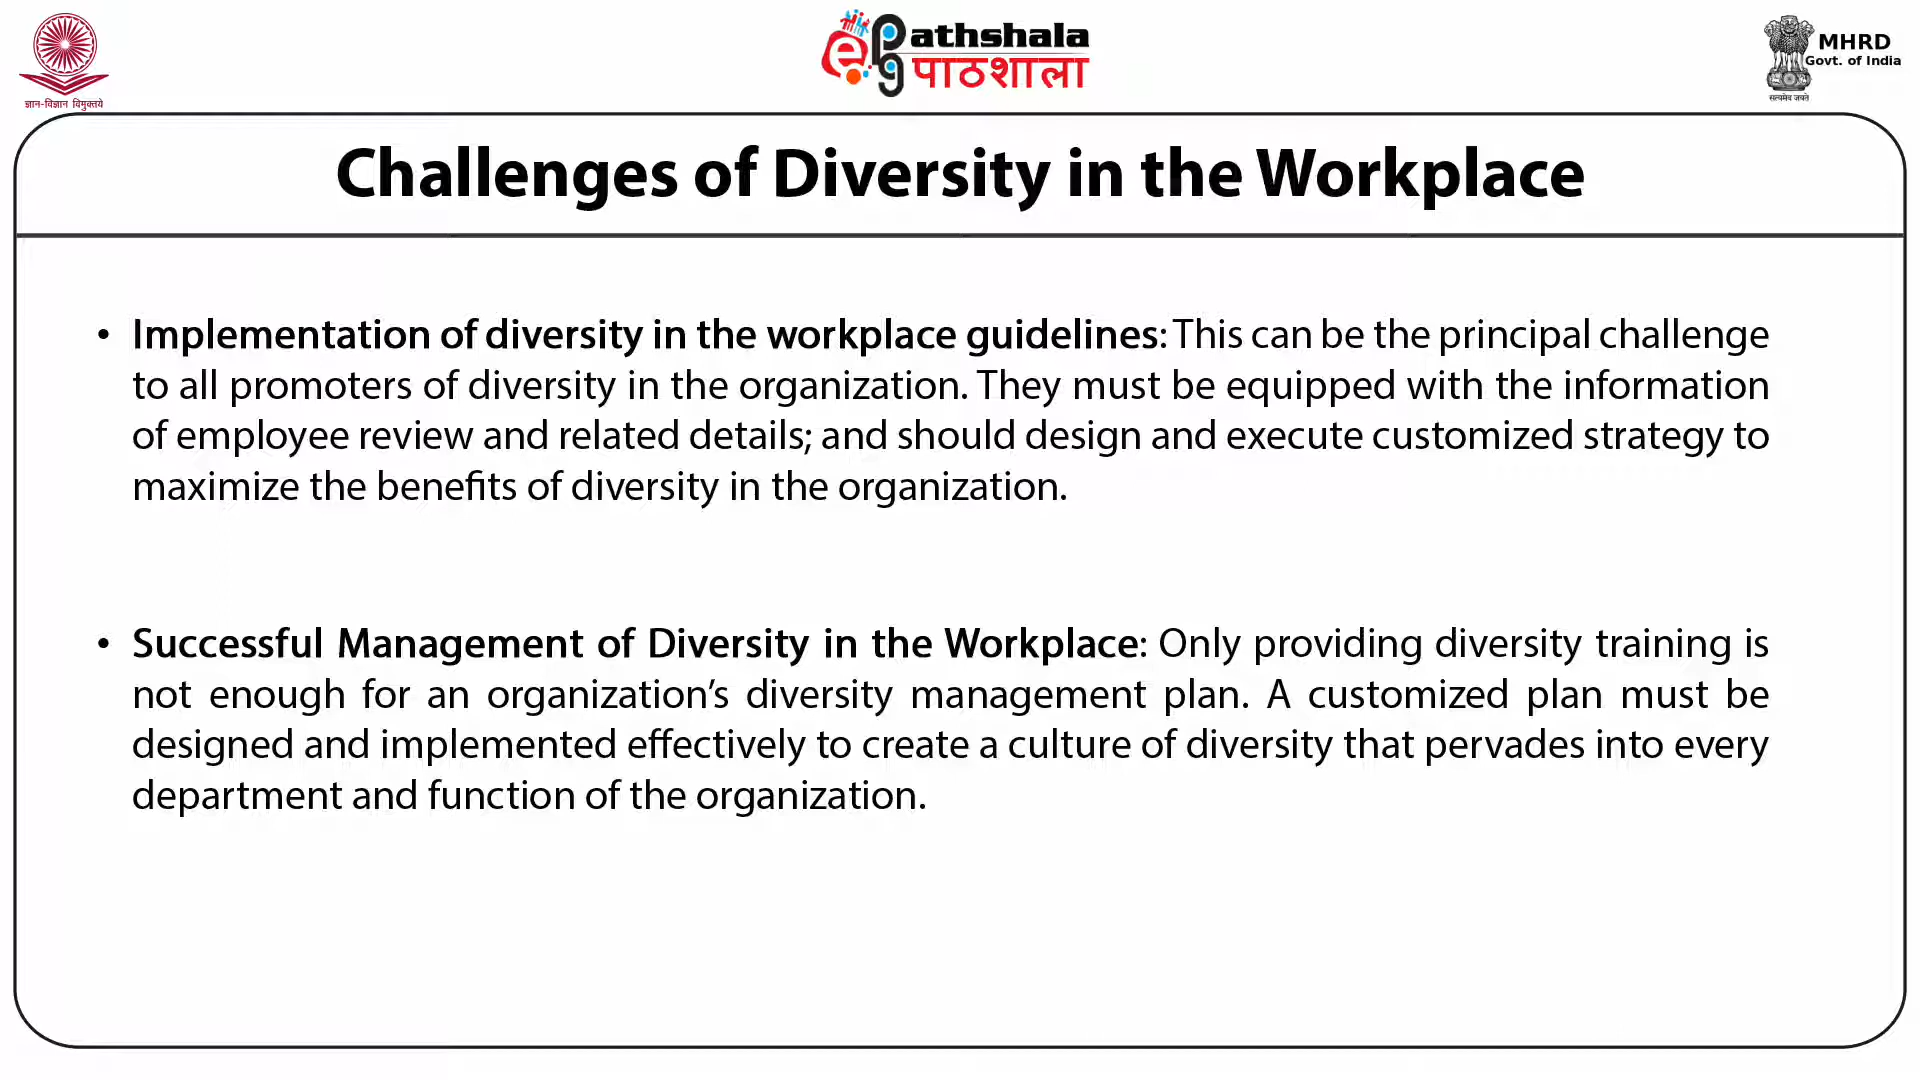 ज्ञान-विज्ञान विमुक्तये
ePathshala
पाठशाला
MHRD
Govt. of India
सत्यमेव जयते
Challenges of Diversity in the Workplace
• Implementation of diversity in the workplace guidelines: This can be the principal challenge
to all promoters of diversity in the organization. They must be equipped with the information
of employee review and related details; and should design and execute customized strategy to
maximize the benefits of diversity in the organization.
• Successful Management of Diversity in the Workplace: Only providing diversity training is
not enough for an organization’s diversity management plan. A customized plan must be
designed and implemented effectively to create a culture of diversity that pervades into every
department and function of the organization.